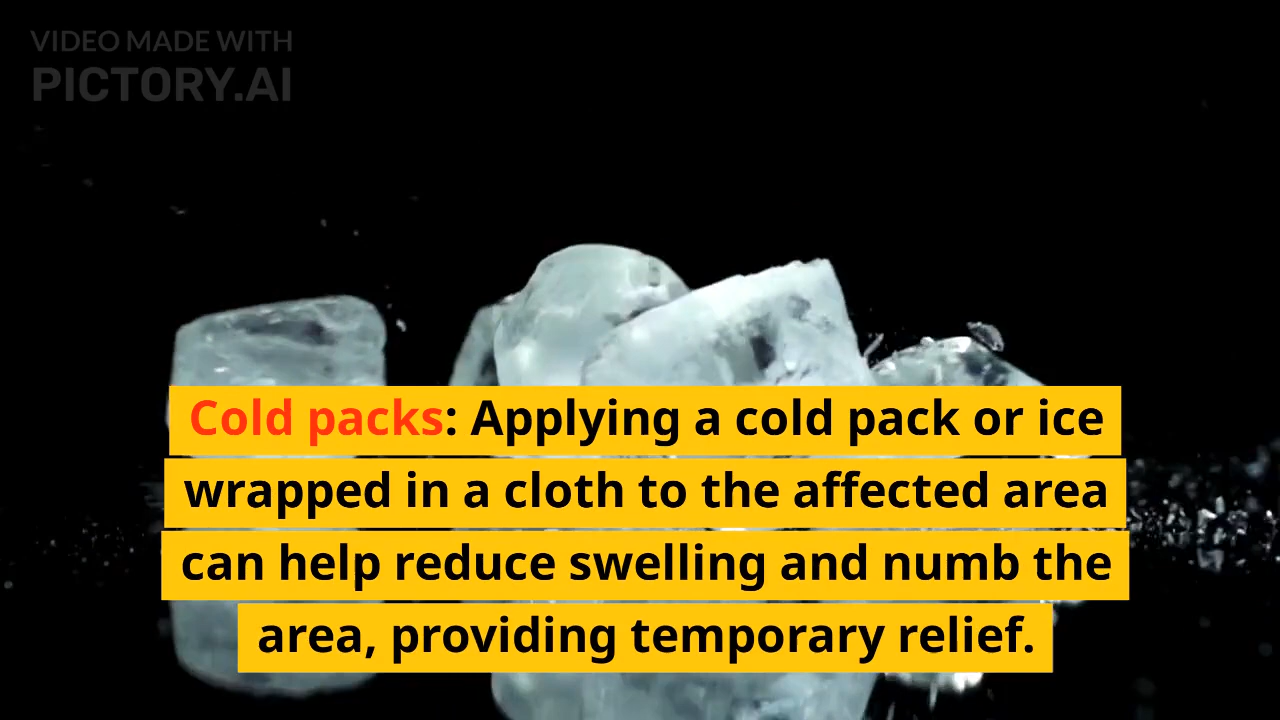 VIDEO MADE WITH
PICTORY.AI
Cold packs: Applying a cold pack or ice
wrapped in a cloth to the affected area
can help reduce swelling and numb the
area, providing temporary relief.